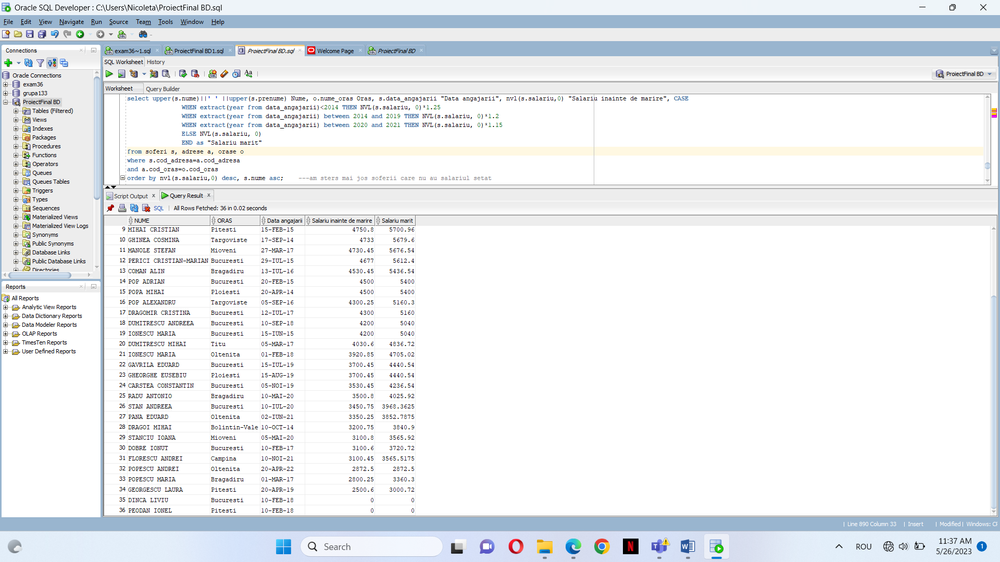 Oracle SQL Developer : C:\Users\Nicoleta\ProiectFinal BD.sql
File Edit View Navigate Run Source Team Tools Window Help
Connections
exam36~1.sql ProiectFinal BD1.sql ProiectFinal BD.sql Welcome Page ProiectFinal BD
SQL Worksheet History
ProiectFinal BD
Worksheet Query Builder
Oracle Connections
exam36
grupa133
ProiectFinal BD
Tables (Filtered)
Views
Indexes
Packages
Procedures
Functions
Operators
Queues
Queues Tables
Triggers
Types
Sequences
Materialized Views
Materialized View Logs
Synonyms
Public Synonyms
Database Links
Public Database Links
Directories
Reports
All Reports
Analytic View Reports
Data Dictionary Reports
Data Modeler Reports
OLAP Reports
TimesTen Reports
User Defined Reports
select upper(s.nume)||' ' ||upper(s.prenume) Nume, o.nume_oras Oras, s.data_angajarii "Data angajarii", nvl(s.salariu,0) "Salariu inainte de marire", CASE
WHEN extract(year from data_angajarii)<2014 THEN NVL(s.salariu, 0)*1.25
WHEN extract(year from data_angajarii) between 2014 and 2019 THEN NVL(s.salariu, 0)*1.2
WHEN extract(year from data_angajarii) between 2020 and 2021 THEN NVL(s.salariu, 0)*1.15
ELSE NVL(s.salariu, 0)
END as "Salariu marit"
from soferi s, adrese a, orase o
where s.cod_adresa=a.cod_adresa
and a.cod_oras=o.cod_oras
order by nvl(s.salariu,0) desc, s.nume asc; ---am sters mai jos soferii care nu au salariul setat
Script Output x Query Result x
SQL All Rows Fetched: 36 in 0.02 seconds
NUME ORAS Data angajarii Salariu inainte de marire Salariu marit
9 MIHAI CRISTIAN Pitesti 15-FEB-15 4750.8 5700.96
10 GHINEA COSMINA Targoviste 17-SEP-14 4733 5679.6
11 MANOLE STEFAN Mioveni 27-MAR-17 4730.45 5676.54
12 PERICI CRISTIAN-MARIAN Bucuresti 29-IUL-15 4677 5612.4
13 COMAN ALIN Bragadiru 13-IUL-16 4530.45 5436.54
14 POP ADRIAN Bucuresti 20-FEB-15 4500 5400
15 POPA MIHAI Ploiesti 20-APR-14 4500 5400
16 POP ALEXANDRU Targoviste 05-SEP-16 4300.25 5160.3
17 DRAGOMIR CRISTINA Bucuresti 12-IUL-17 4300 5160
18 DUMITRESCU ANDREEA Bucuresti 10-SEP-18 4200 5040
19 IONESCU MARIA Bucuresti 15-IUN-15 4200 5040
20 DUMITRESCU MIHAI Titu 05-MAR-17 4030.6 4836.72
21 IONESCU MARIA Oltenita 01-FEB-18 3920.85 4705.02
22 GAVRILA EDUARD Bucuresti 15-IUL-19 3700.45 4440.54
23 GHEORGHE EUSEBIU Ploiesti 15-AUG-19 3700.45 4440.54
24 CARSTEA CONSTANTIN Bucuresti 05-NOI-19 3530.45 4236.54
25 RADU ANTONIO Bragadiru 10-MAI-20 3500.8 4025.92
26 STAN ANDREEA Bucuresti 10-IUL-20 3450.75 3968.3625
27 PANA EDUARD Oltenita 02-IUN-21 3350.25 3852.7875
28 DRAGOI MIHAI Bolintin-Vale 10-OCT-14 3200.75 3840.9
29 STANCIU IOANA Mioveni 05-MAI-20 3100.8 3565.92
30 DOBRE IONUT Bucuresti 10-FEB-17 3100.6 3720.72
31 FLORESCU ANDREI Campina 10-NOI-21 3100.45 3565.5175
32 POPESCU ANDREI Oltenita 20-APR-22 2872.5 2872.5
33 POPESCU MARIA Bragadiru 01-MAR-17 2800.25 3360.3
34 GEORGESCU LAURA Pitesti 20-APR-19 2500.6 3000.72
35 DINCA LIVIU Bucuresti 10-FEB-18 0 0
36 PEODAN IONEL Pitesti 10-FEB-18 0 0
Line 890 Column 33 Insert Modified Windows: CF
Search
ROU
11:37 AM
5/26/2023
1